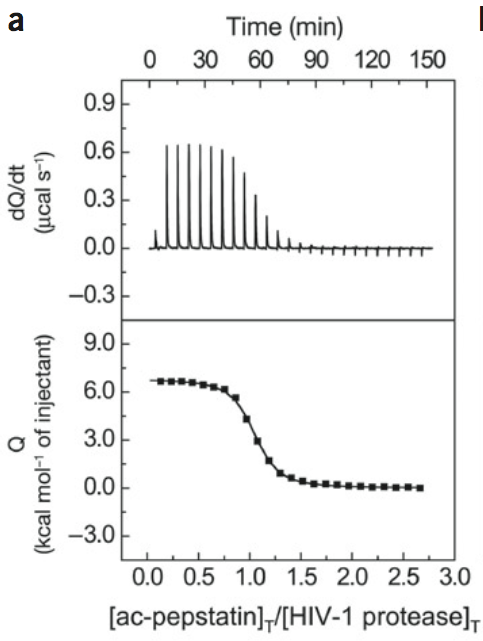 a
Time (min)
0 30 60 90 120 150
0.9
0.6
0.3
0.0
–0.3
dQ/dt
(μcal s⁻¹)
9.0
6.0
3.0
0.0
–3.0
Q
(kcal mol⁻¹ of injectant)
0.0 0.5 1.0 1.5 2.0 2.5 3.0
[ac-pepstatin]T/[HIV-1 protease]T